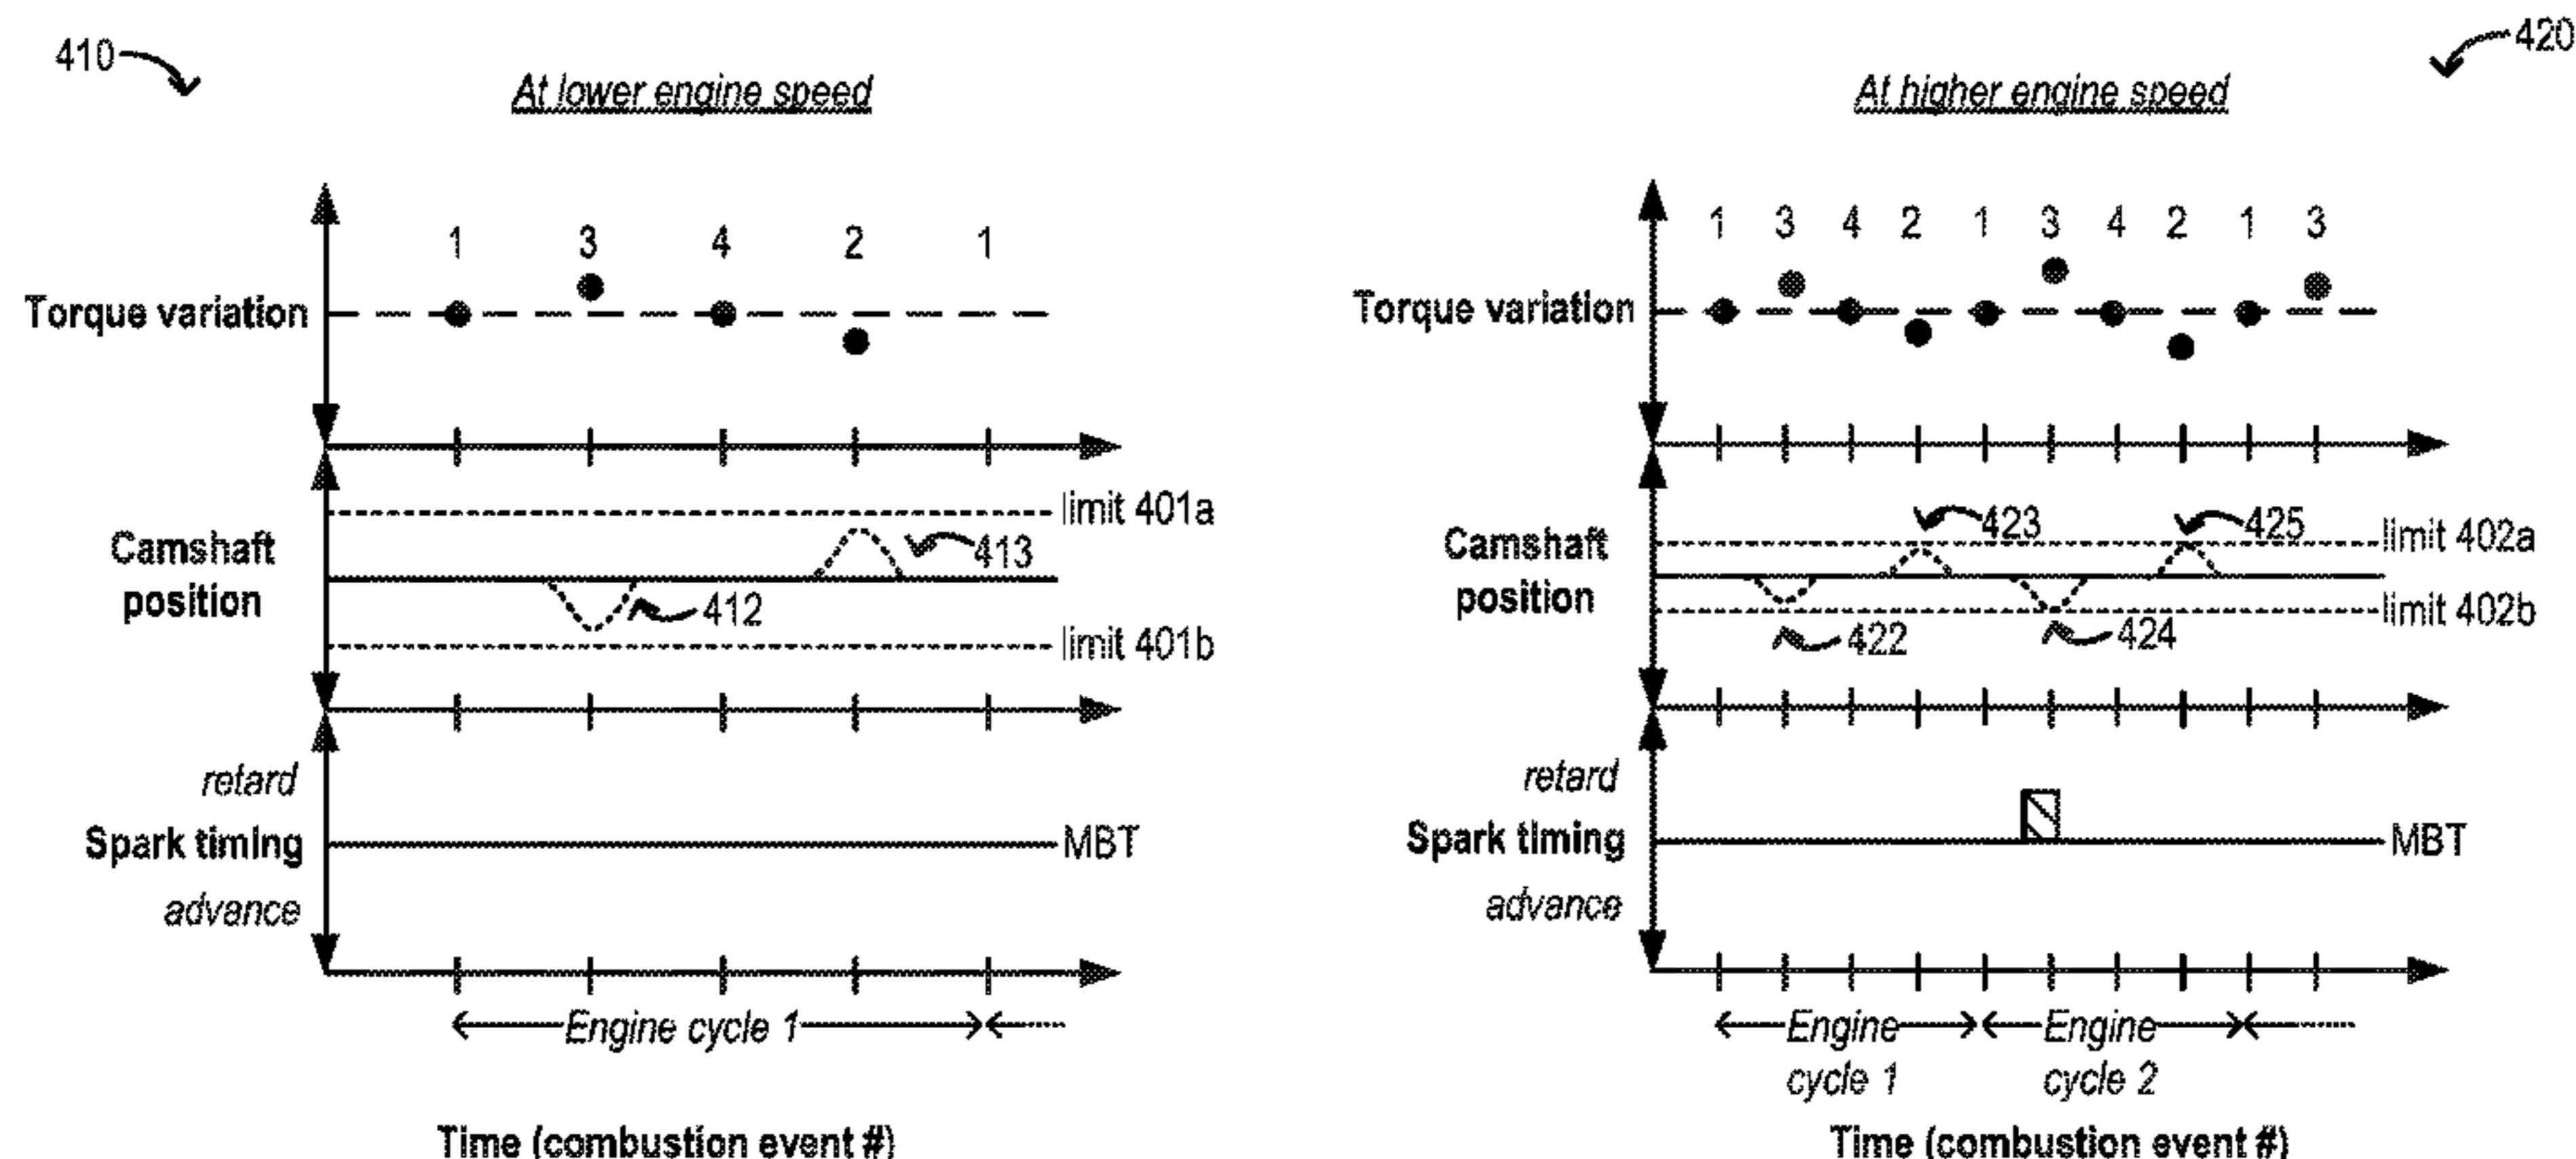 410
At lower engine speed
1 3 4 2 1
Torque variation
limit 401a
413
Camshaft
position
412
limit 401b
retard
Spark timing
MBT
advance
Engine cycle 1
Time (combustion event #)
420
At higher engine speed
1 3 4 2 1 3 4 2 1 3
Torque variation
423
425
limit 402a
Camshaft
position
limit 402b
422
424
retard
Spark timing
MBT
advance
Engine
cycle 1
Engine
cycle 2
Time (combustion event #)